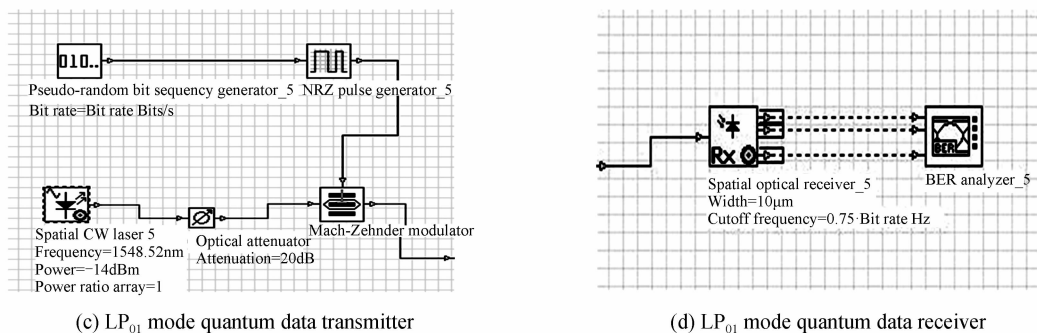 010..
Pseudo-random bit sequency generator_5
Bit rate=Bit rate Bits/s
NRZ pulse generator_5
Spatial CW laser 5
Frequency=1548.52nm
Power=−14dBm
Power ratio array=1
Optical attenuator
Attenuation=20dB
Mach-Zehnder modulator
(c) LP01 mode quantum data transmitter
Rx
Spatial optical receiver_5
Width=10μm
Cutoff frequency=0.75·Bit rate Hz
BER
BER analyzer_5
(d) LP01 mode quantum data receiver